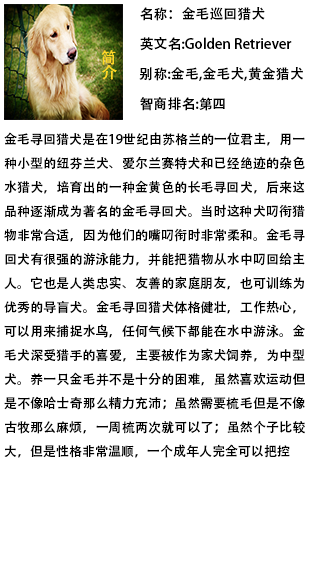 简介
名称：金毛巡回猎犬
英文名:Golden Retriever
别称:金毛,金毛犬,黄金猎犬
智商排名:第四
金毛寻回猎犬是在19世纪由苏格兰的一位君主，用一
种小型的纽芬兰犬、爱尔兰赛特犬和已经绝迹的杂色
水猎犬，培育出的一种金黄色的长毛寻回犬，后来这
品种逐渐成为著名的金毛寻回犬。当时这种犬叼衔猎
物非常合适，因为他们的嘴叼衔时非常柔和。金毛寻
回犬有很强的游泳能力，并能把猎物从水中叼回给主
人。它也是人类忠实、友善的家庭朋友，也可训练为
优秀的导盲犬。金毛寻回猎犬体格健壮，工作热心，
可以用来捕捉水鸟，任何气候下都能在水中游泳。金
毛犬深受猎手的喜爱，主要被作为家犬饲养，为中型
犬。养一只金毛并不是十分的困难，虽然喜欢运动但
是不像哈士奇那么精力充沛；虽然需要梳毛但是不像
古牧那么麻烦，一周梳两次就可以了；虽然个子比较
大，但是性格非常温顺，一个成年人完全可以把控